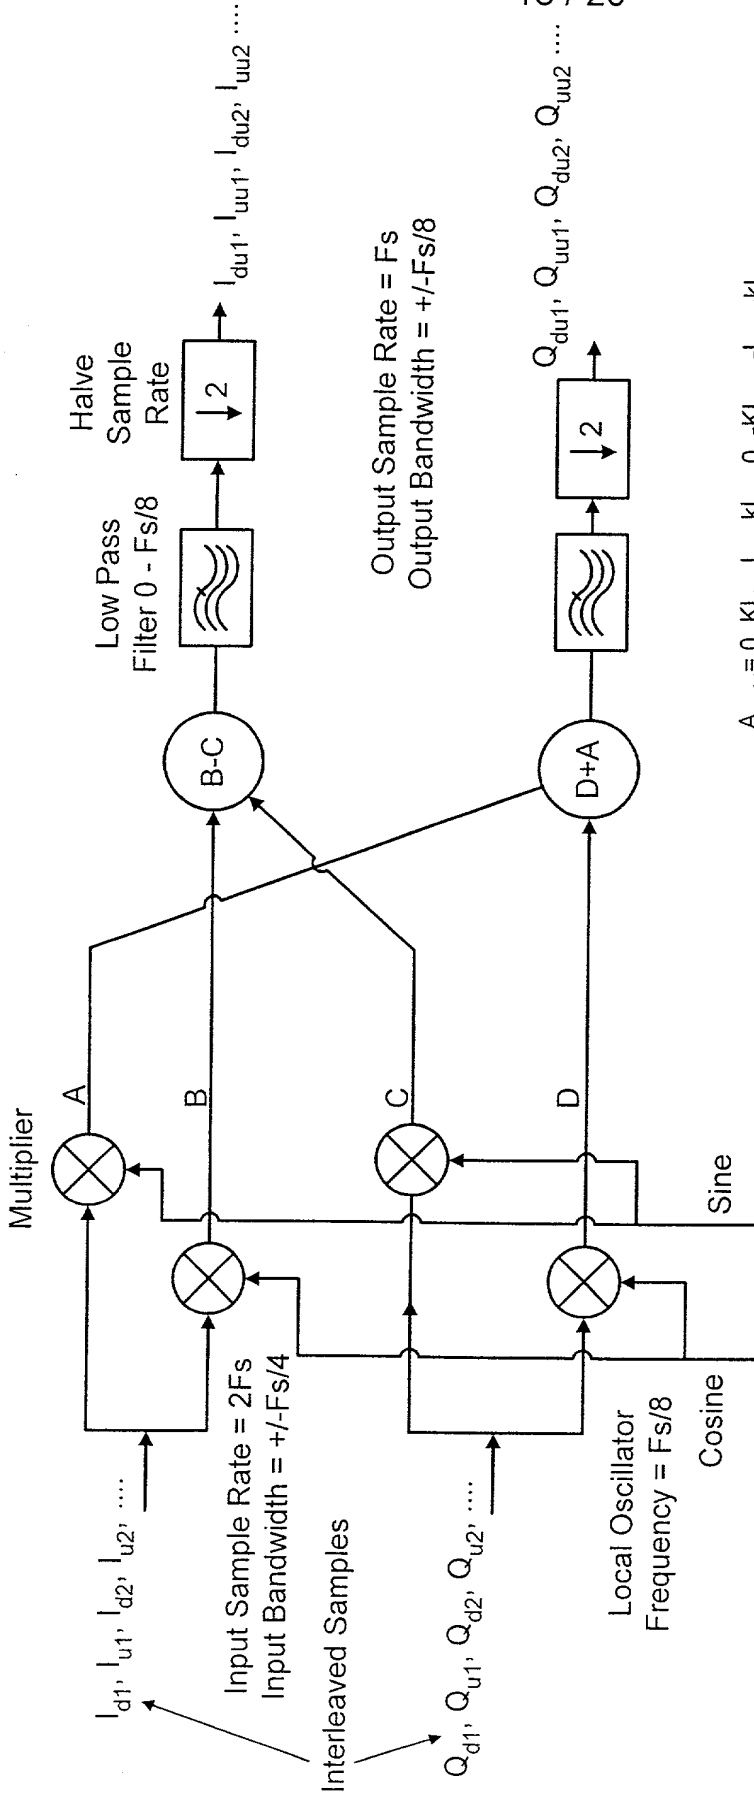 Multiplier
A
B
C
D
I_d1, I_u1, I_d2, I_u2, ....
Input Sample Rate = 2Fs
Input Bandwidth = +/-Fs/4
Interleaved Samples
Q_d1, Q_u1, Q_d2, Q_u2, ....
Local Oscillator
Frequency = Fs/8
Cosine
Sine
B-C
D+A
Low Pass
Filter 0 - Fs/8
Halve
Sample
Rate
↓2
↓2
I_du1, I_uu1, I_du2, I_uu2 ....
Output Sample Rate = Fs
Output Bandwidth = +/-Fs/8
Q_du1, Q_uu1, Q_du2, Q_uu2 ....